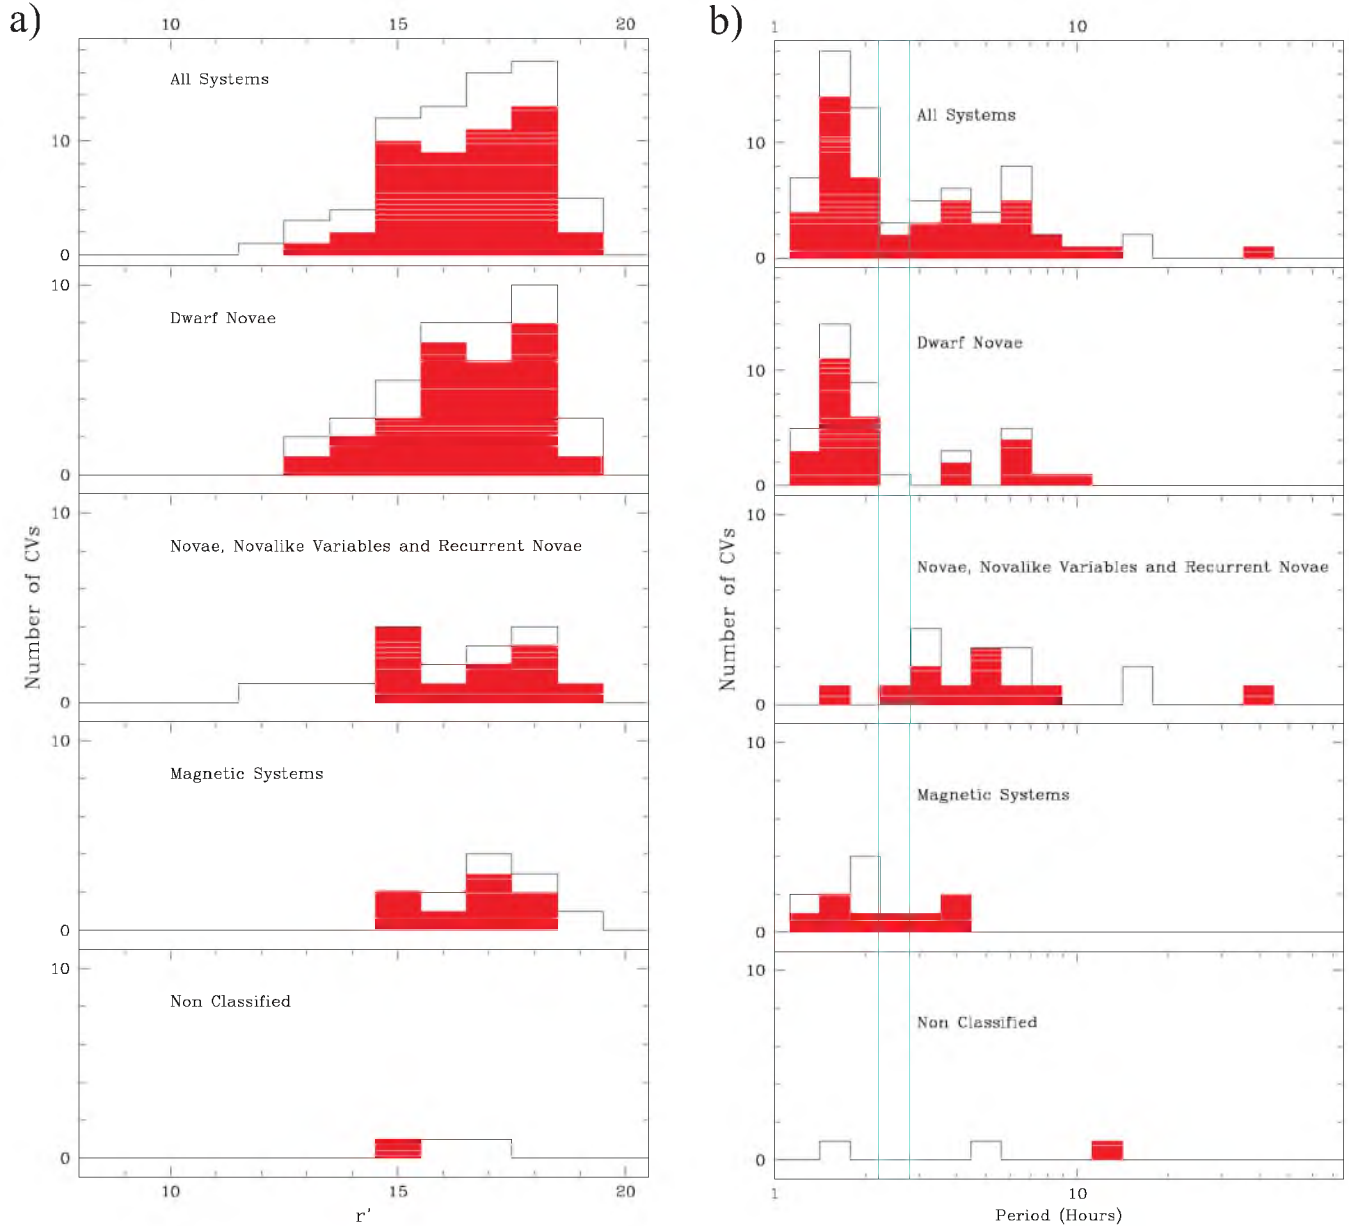 a)
10 15 20
All Systems
10
0
Dwarf Novae
10
0
Novae, Novalike Variables and Recurrent Novae
10
0
Magnetic Systems
10
0
Non Classified
10
0
10 15 20
r'
Number of CVs
b)
1 10
All Systems
10
0
Dwarf Novae
10
0
Novae, Novalike Variables and Recurrent Novae
10
0
Magnetic Systems
10
0
Non Classified
10
0
1 10
Period (Hours)
Number of CVs